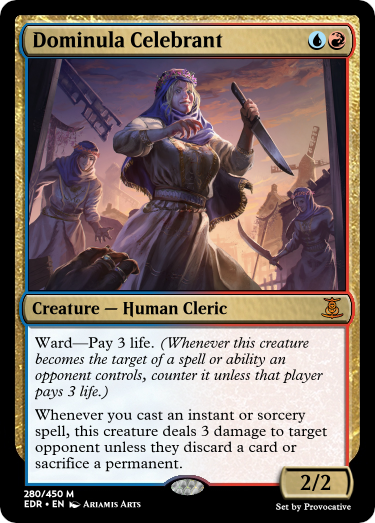 Dominula Celebrant
Creature — Human Cleric
Ward—Pay 3 life. (Whenever this creature
becomes the target of a spell or ability an
opponent controls, counter it unless that player
pays 3 life.)
Whenever you cast an instant or sorcery
spell, this creature deals 3 damage to target
opponent unless they discard a card or
sacrifice a permanent.
2/2
280/450 M
EDR • EN Ariamis Arts
Set by Provocative